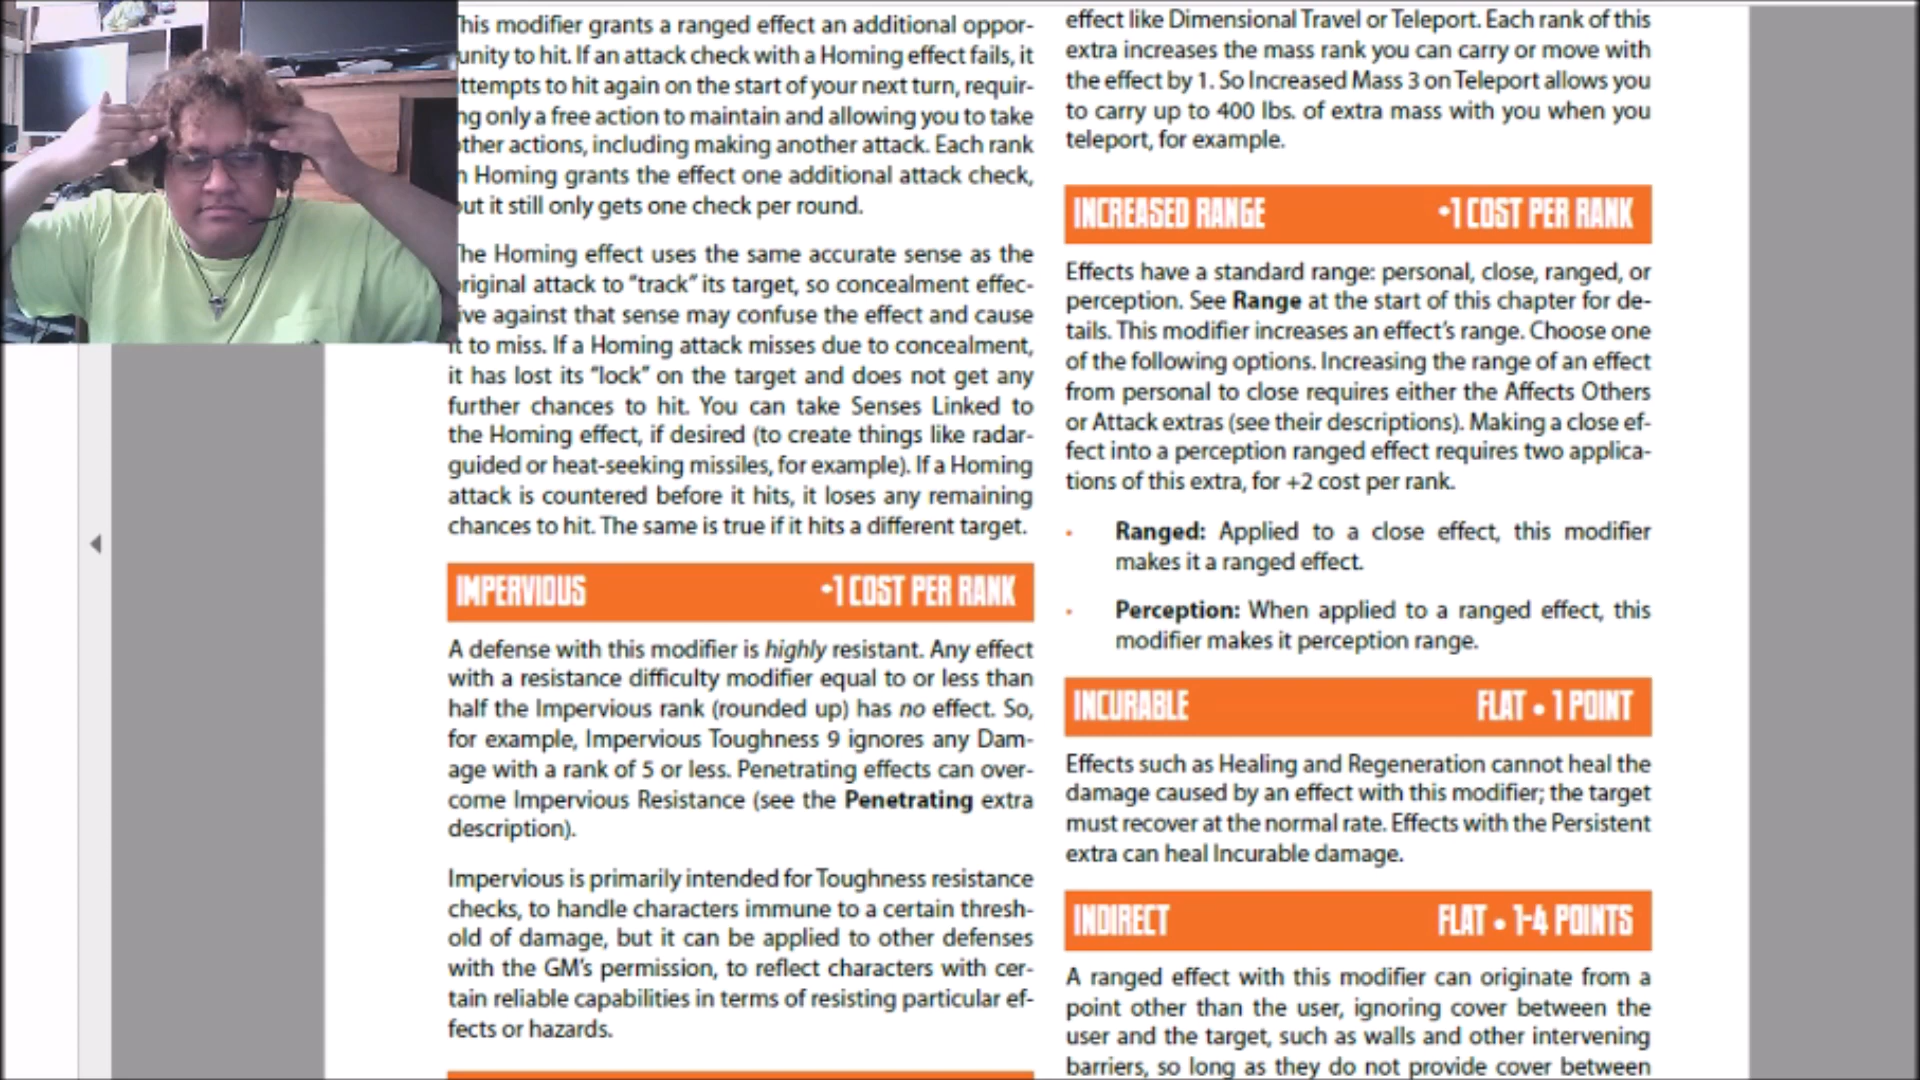 his modifier grants a ranged effect an additional oppor-
unity to hit. If an attack check with a Homing effect fails, it
ttempts to hit again on the start of your next turn, requir-
ng only a free action to maintain and allowing you to take
ther actions, including making another attack. Each rank
n Homing grants the effect one additional attack check,
ut it still only gets one check per round.
he Homing effect uses the same accurate sense as the
riginal attack to “track” its target, so concealment effec-
ive against that sense may confuse the effect and cause
it to miss. If a Homing attack misses due to concealment,
it has lost its “lock” on the target and does not get any
further chances to hit. You can take Senses Linked to
the Homing effect, if desired (to create things like radar-
guided or heat-seeking missiles, for example). If a Homing
attack is countered before it hits, it loses any remaining
chances to hit. The same is true if it hits a different target.
IMPERVIOUS •1 COST PER RANK
A defense with this modifier is highly resistant. Any effect
with a resistance difficulty modifier equal to or less than
half the Impervious rank (rounded up) has no effect. So,
for example, Impervious Toughness 9 ignores any Dam-
age with a rank of 5 or less. Penetrating effects can over-
come Impervious Resistance (see the Penetrating extra
description).
Impervious is primarily intended for Toughness resistance
checks, to handle characters immune to a certain thresh-
old of damage, but it can be applied to other defenses
with the GM’s permission, to reflect characters with cer-
tain reliable capabilities in terms of resisting particular ef-
fects or hazards.
effect like Dimensional Travel or Teleport. Each rank of this
extra increases the mass rank you can carry or move with
the effect by 1. So Increased Mass 3 on Teleport allows you
to carry up to 400 lbs. of extra mass with you when you
teleport, for example.
INCREASED RANGE •1 COST PER RANK
Effects have a standard range: personal, close, ranged, or
perception. See Range at the start of this chapter for de-
tails. This modifier increases an effect’s range. Choose one
of the following options. Increasing the range of an effect
from personal to close requires either the Affects Others
or Attack extras (see their descriptions). Making a close ef-
fect into a perception ranged effect requires two applica-
tions of this extra, for +2 cost per rank.
• Ranged: Applied to a close effect, this modifier
makes it a ranged effect.
• Perception: When applied to a ranged effect, this
modifier makes it perception range.
INCURABLE FLAT • 1 POINT
Effects such as Healing and Regeneration cannot heal the
damage caused by an effect with this modifier; the target
must recover at the normal rate. Effects with the Persistent
extra can heal Incurable damage.
INDIRECT FLAT • 1-4 POINTS
A ranged effect with this modifier can originate from a
point other than the user, ignoring cover between the
user and the target, such as walls and other intervening
barriers, so long as they do not provide cover between